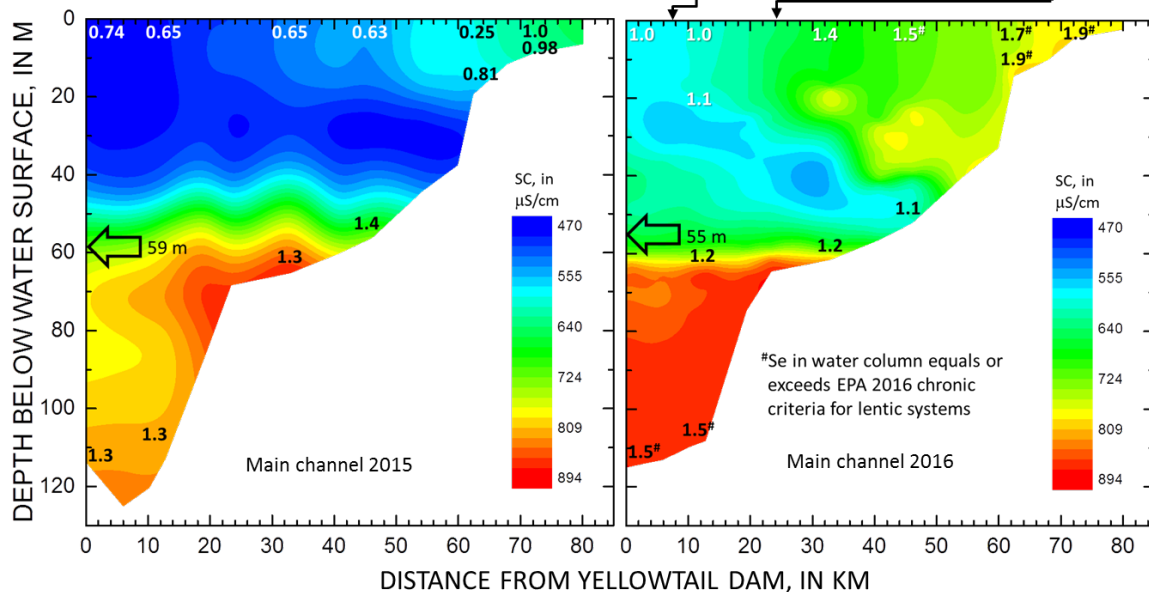 DEPTH BELOW WATER SURFACE, IN M
0
20
40
60
80
100
120
0.74 0.65 0.65 0.63 0.25 1.0
0.98
0.81
1.4
59 m
1.3
1.3
1.3
SC, in
µS/cm
470
555
640
724
809
894
Main channel 2015
0 10 20 30 40 50 60 70 80
1.0 1.0 1.4 1.5# 1.7# 1.9#
1.9#
1.1
1.1
55 m
1.2
1.2
SC, in
µS/cm
470
555
640
724
809
894
#Se in water column equals or
exceeds EPA 2016 chronic
criteria for lentic systems
1.5#
1.5#
Main channel 2016
0 10 20 30 40 50 60 70 80
DISTANCE FROM YELLOWTAIL DAM, IN KM